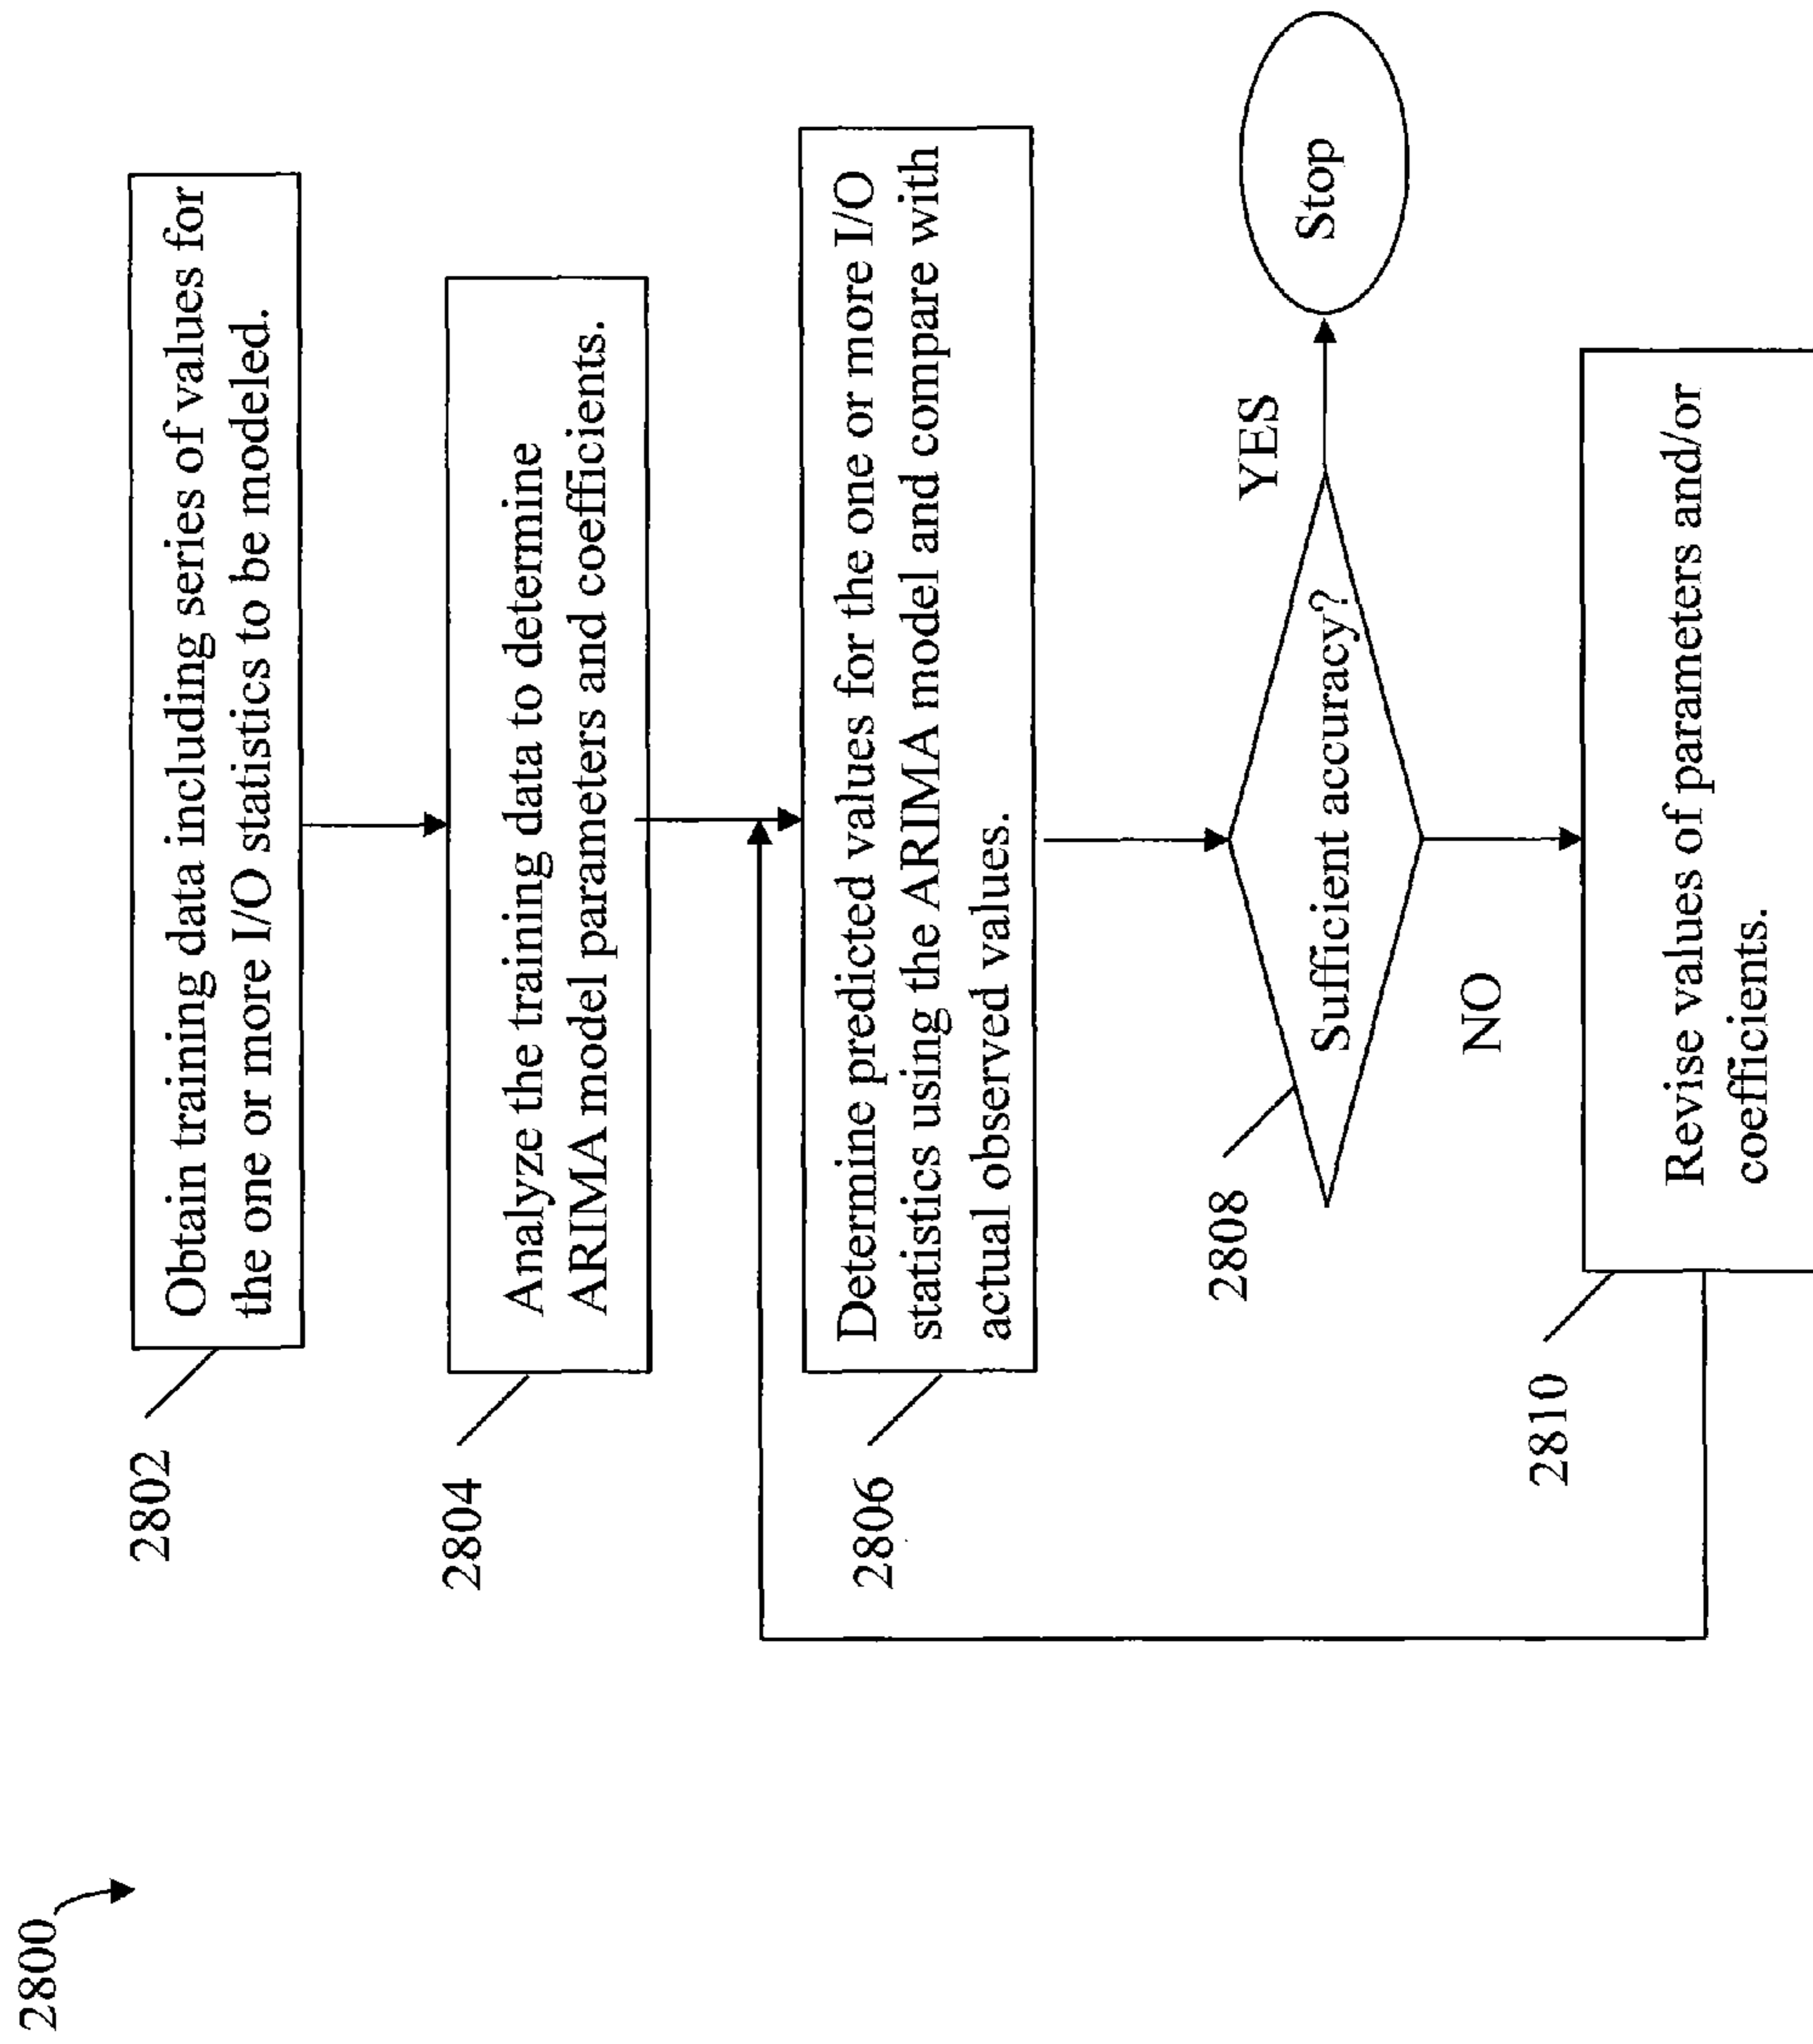 2800
2802
Obtain training data including series of values for
the one or more I/O statistics to be modeled.
2804
Analyze the training data to determine
ARIMA model parameters and coefficients.
2806
Determine predicted values for the one or more I/O
statistics using the ARIMA model and compare with
actual observed values.
2808
Sufficient accuracy?
YES
Stop
NO
2810
Revise values of parameters and/or
coefficients.